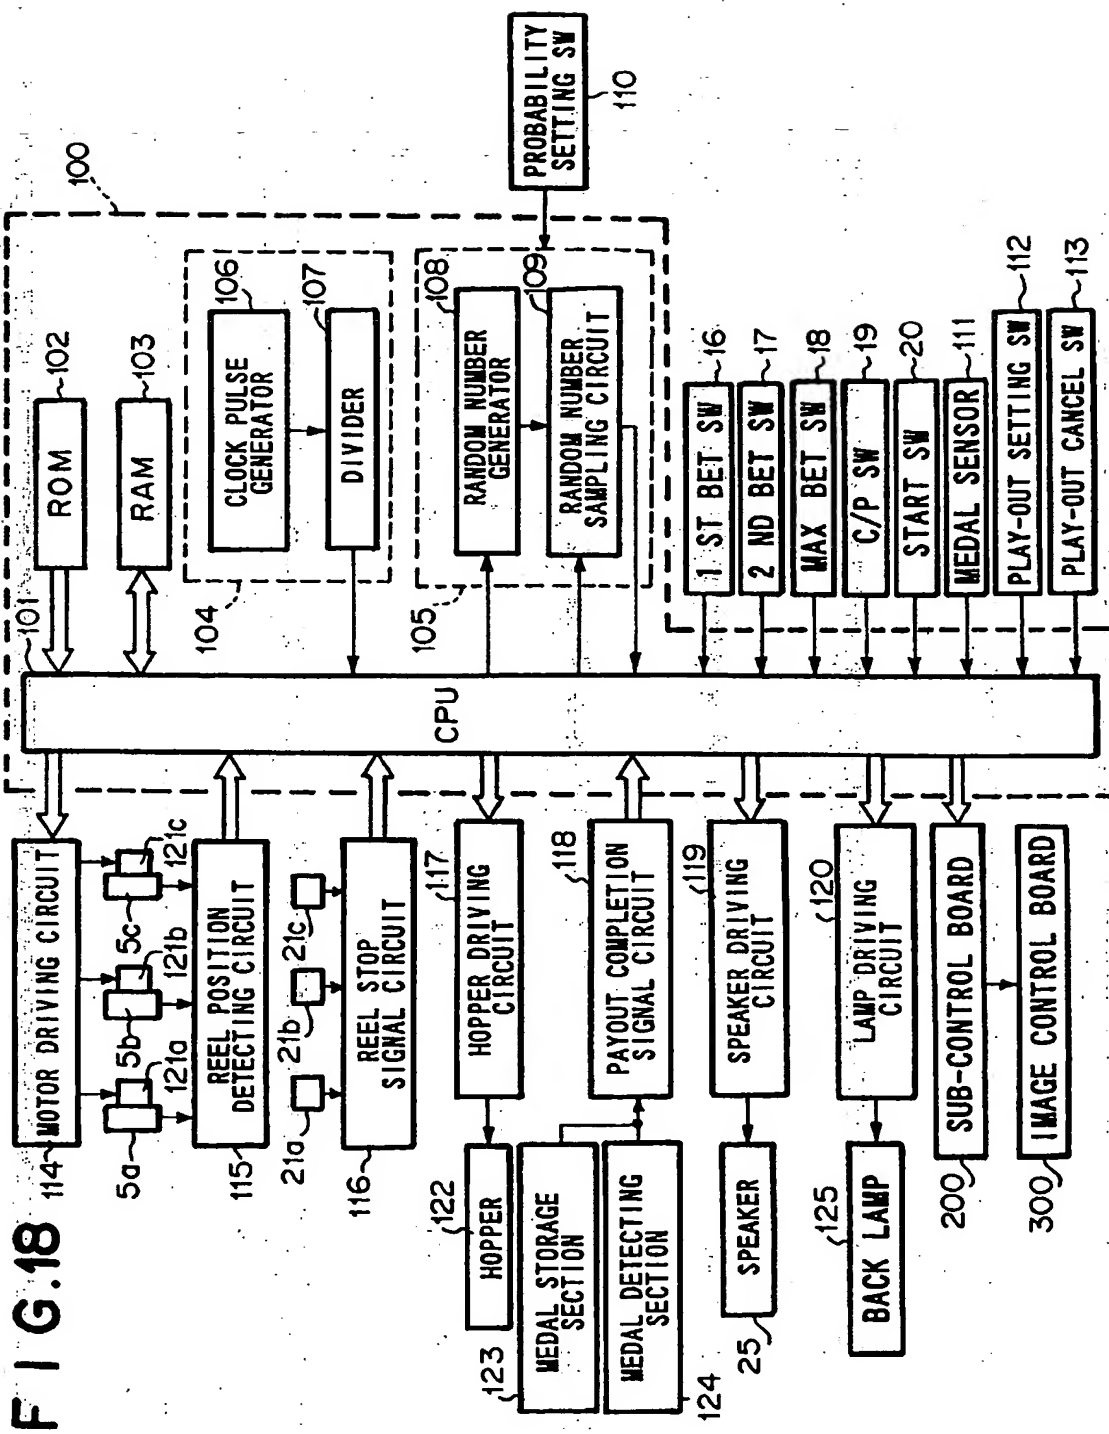 FIG.18
114
MOTOR DRIVING CIRCUIT
5a
121a
5b
121b
5c
121c
115
REEL POSITION
DETECTING CIRCUIT
21a
21b
21c
116
REEL STOP
SIGNAL CIRCUIT
122
HOPPER
117
HOPPER DRIVING
CIRCUIT
123
MEDAL STORAGE
SECTION
124
MEDAL DETECTING
SECTION
118
PAYOUT COMPLETION
SIGNAL CIRCUIT
25
SPEAKER
119
SPEAKER DRIVING
CIRCUIT
125
BACK LAMP
120
LAMP DRIVING
CIRCUIT
200
SUB-CONTROL BOARD
300
IMAGE CONTROL BOARD
101
CPU
100
ROM
102
RAM
103
104
CLOCK PULSE
GENERATOR
106
DIVIDER
107
105
RANDOM NUMBER
GENERATOR
108
RANDOM NUMBER
SAMPLING CIRCUIT
109
PROBABILITY
SETTING SW
110
1 ST BET SW
16
2 ND BET SW
17
MAX BET SW
18
C/P SW
19
START SW
20
MEDAL SENSOR
111
PLAY-OUT SETTING SW
112
PLAY-OUT CANCEL SW
113